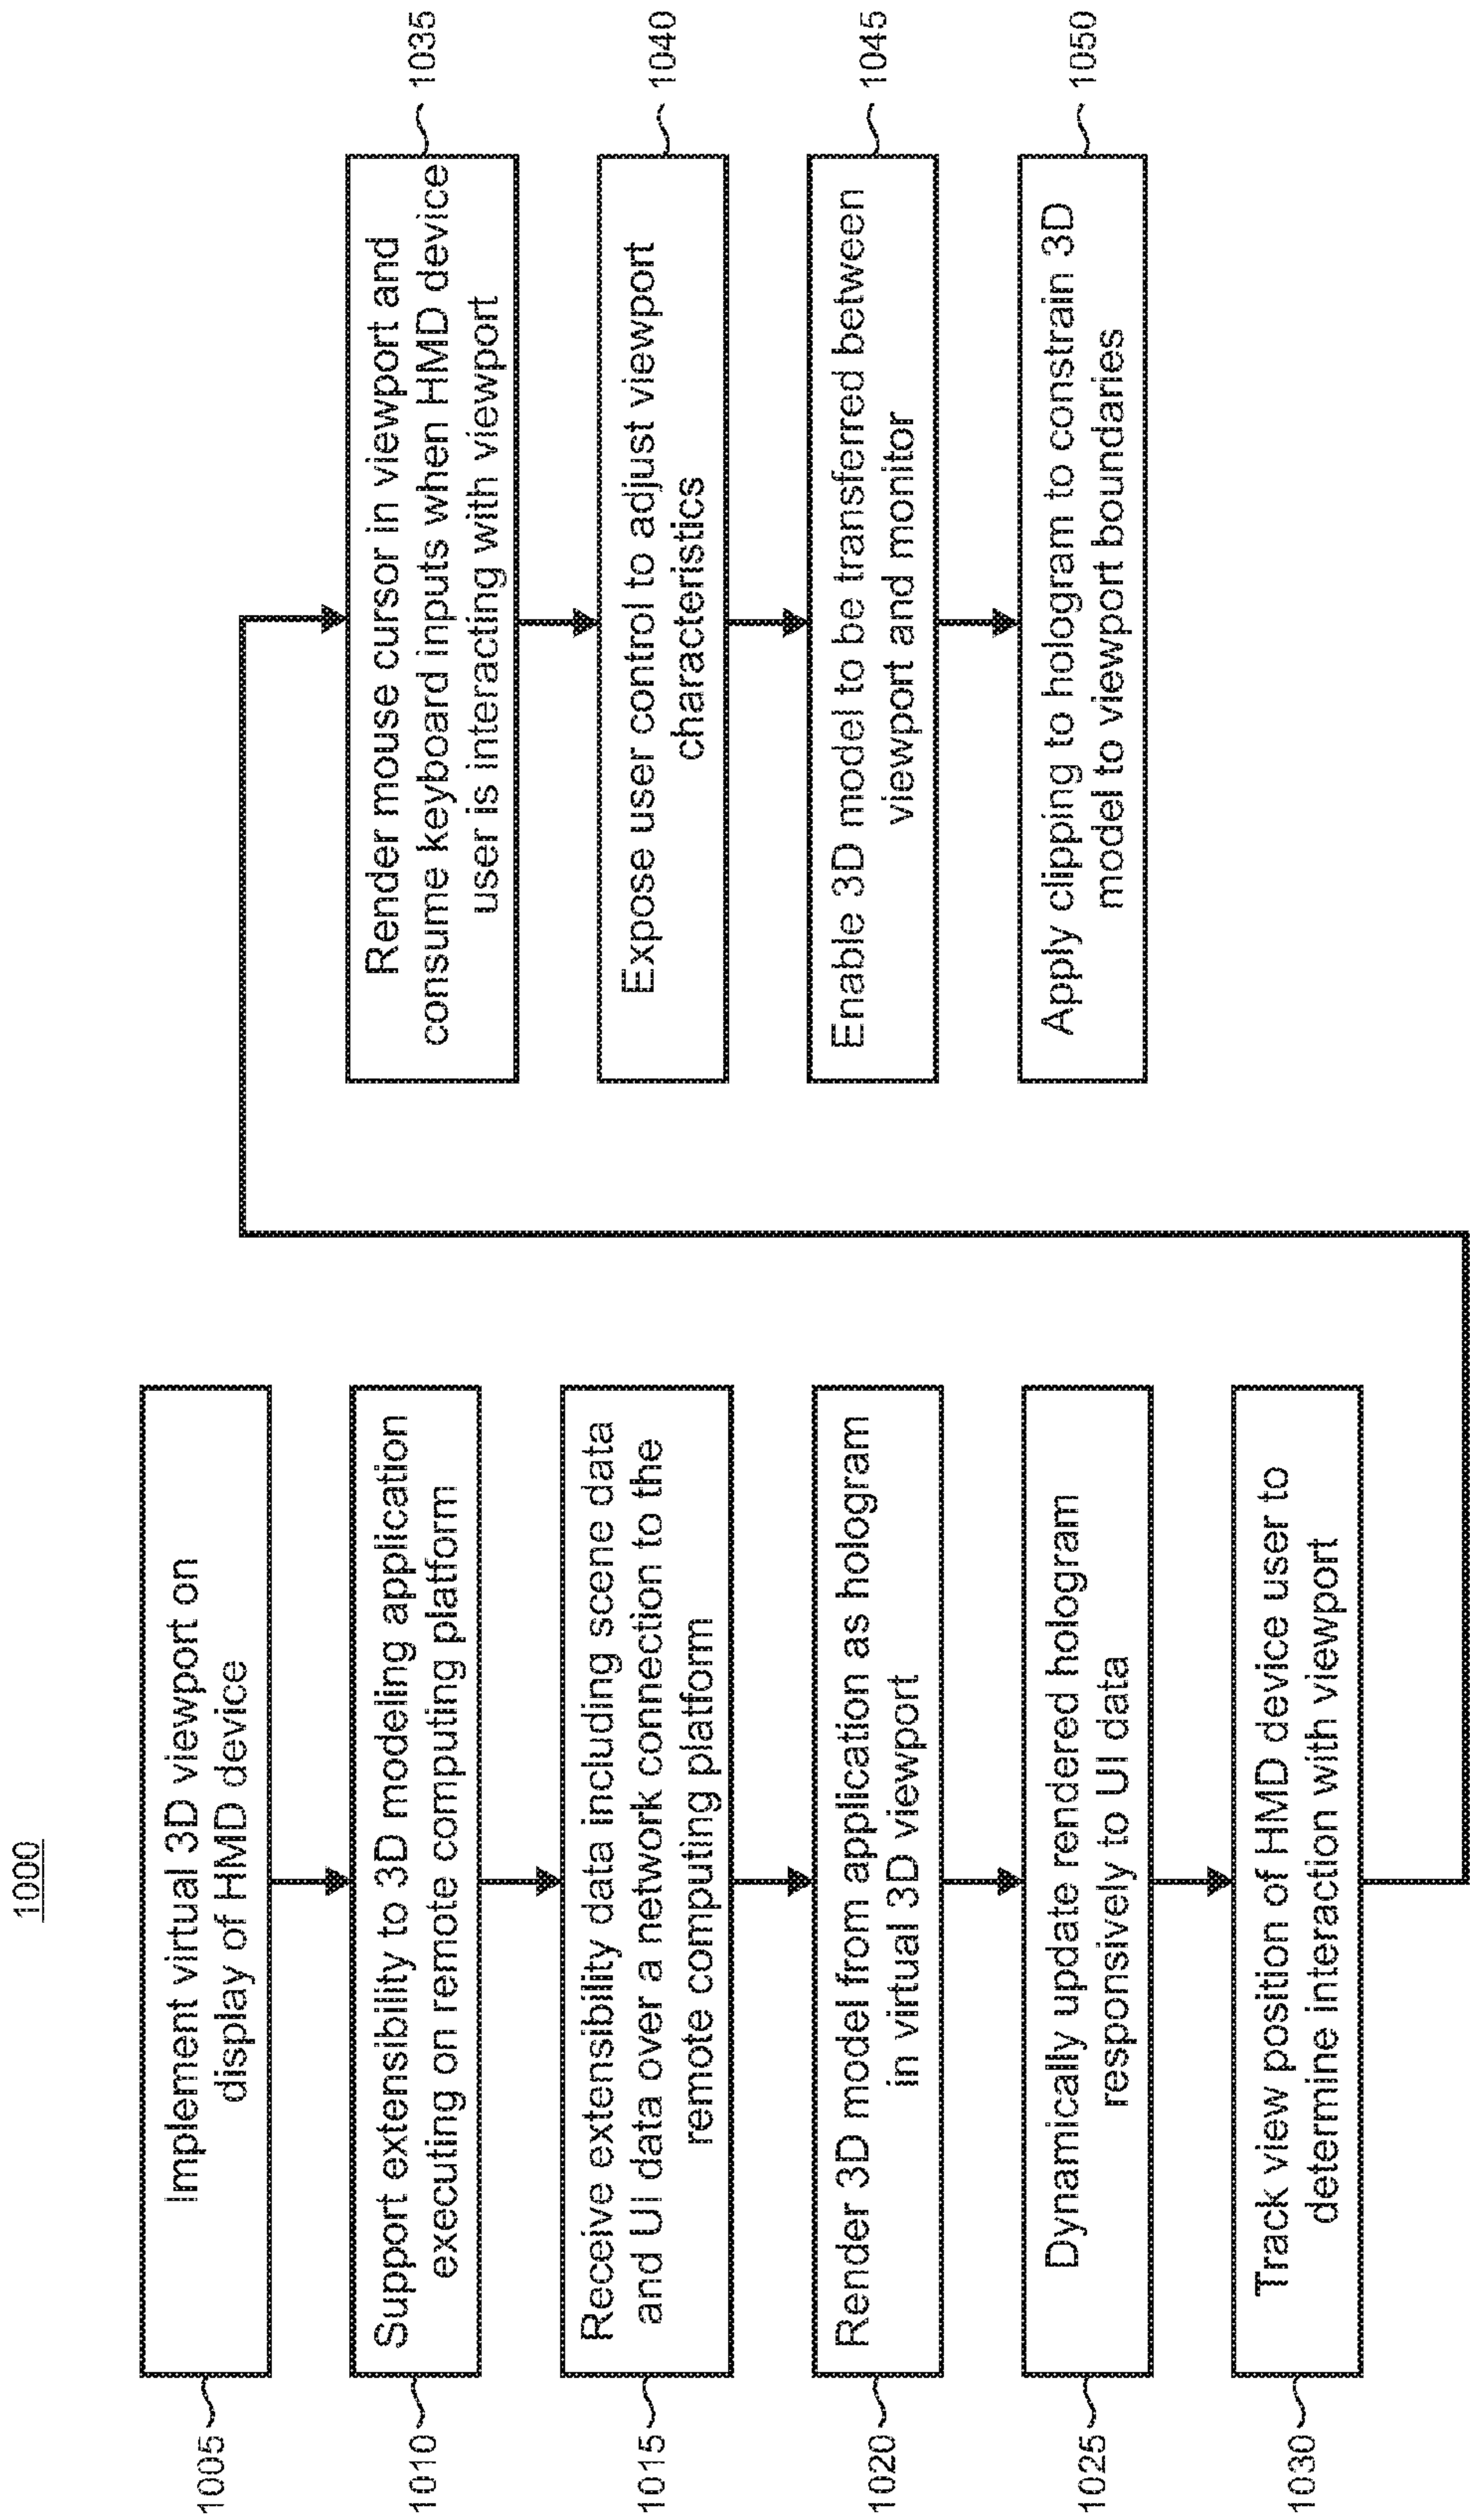 1000
1005
Implement virtual 3D viewport on
display of HMD device
1010
Support extensibility to 3D modeling application
executing on remote computing platform
1015
Receive extensibility data including scene data
and UI data over a network connection to the
remote computing platform
1020
Render 3D model from application as hologram
in virtual 3D viewport
1025
Dynamically update rendered hologram
responsively to UI data
1030
Track view position of HMD device user to
determine interaction with viewport
Render mouse cursor in viewport and
consume keyboard inputs when HMD device
user is interacting with viewport
1035
Expose user control to adjust viewport
characteristics
1040
Enable 3D model to be transferred between
viewport and monitor
1045
Apply clipping to hologram to constrain 3D
model to viewport boundaries
1050